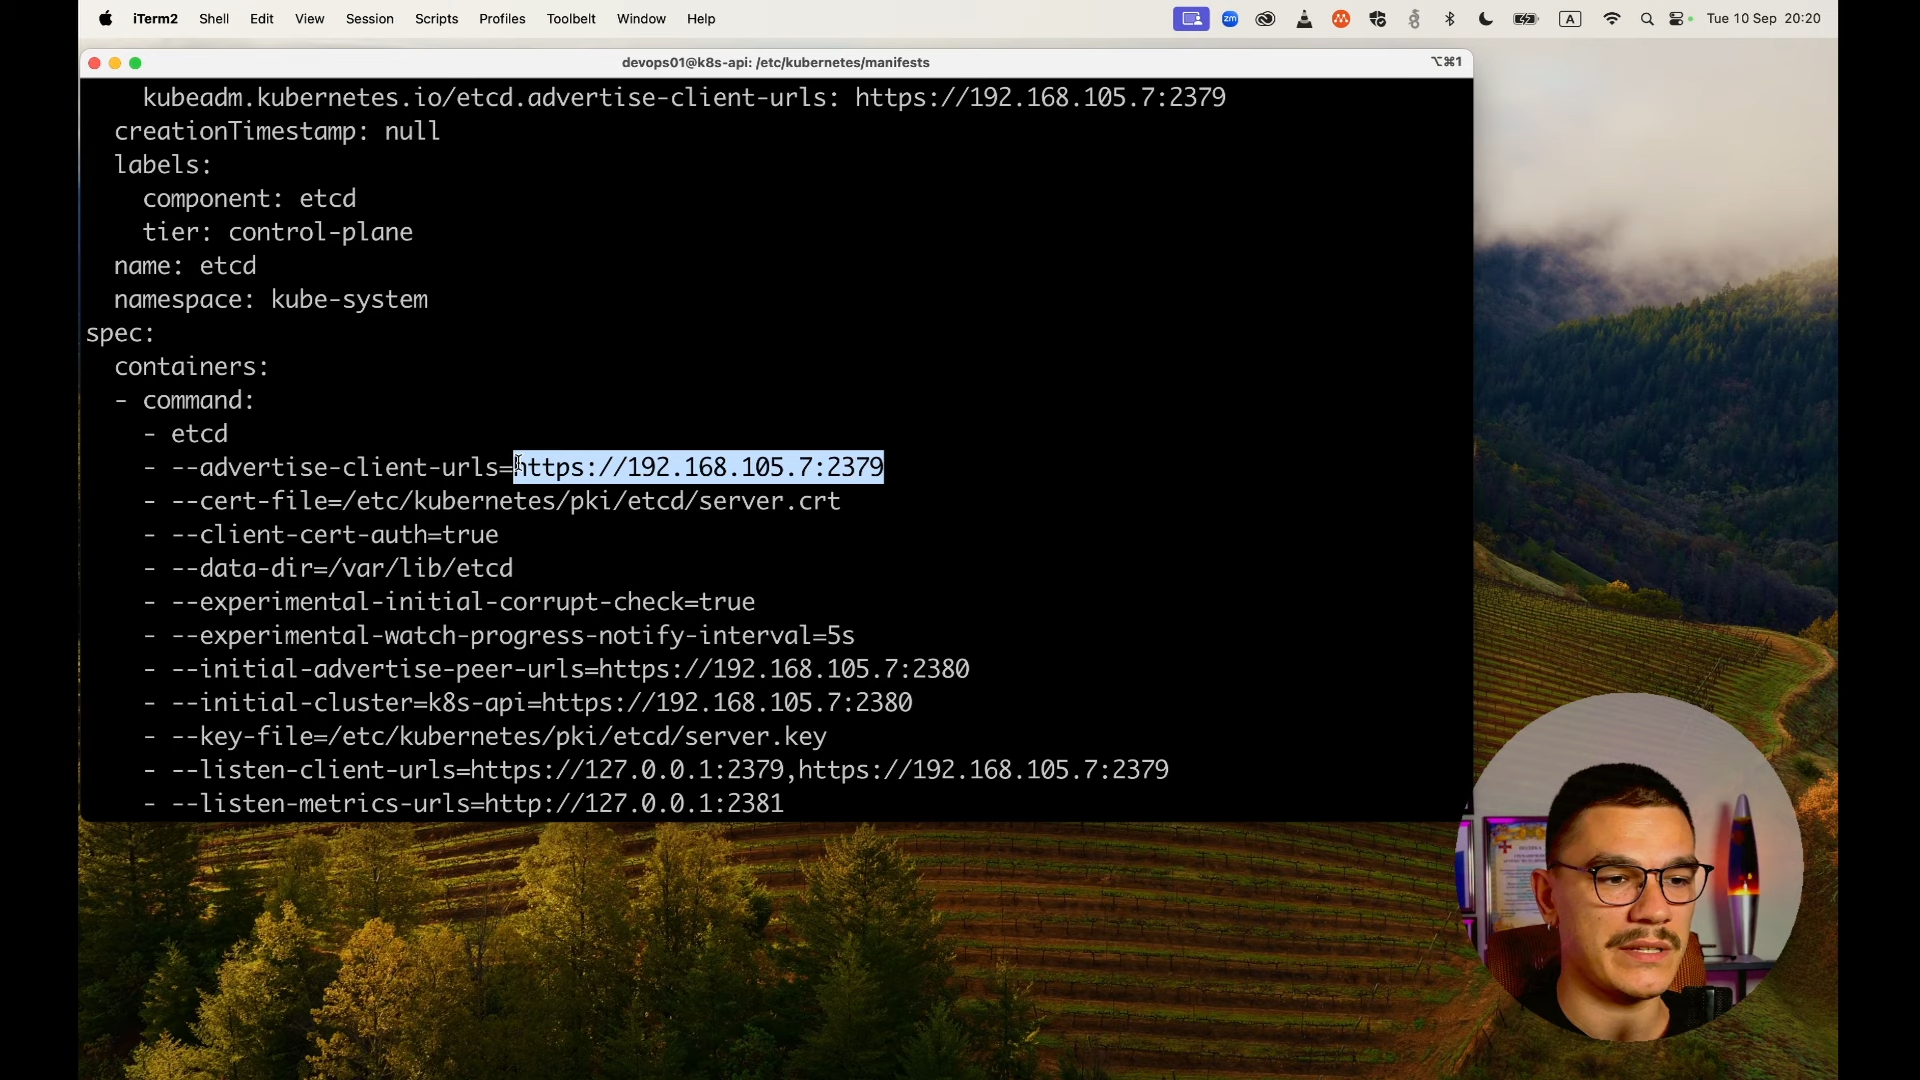 iTerm2 Shell Edit View Session Scripts Profiles Toolbelt Window Help zm A Tue 10 Sep 20:20
devops01@k8s-api: /etc/kubernetes/manifests ⌥⌘1
kubeadm.kubernetes.io/etcd.advertise-client-urls: https://192.168.105.7:2379
creationTimestamp: null
labels:
component: etcd
tier: control-plane
name: etcd
namespace: kube-system
spec:
containers:
- command:
- etcd
- --advertise-client-urls=https://192.168.105.7:2379
- --cert-file=/etc/kubernetes/pki/etcd/server.crt
- --client-cert-auth=true
- --data-dir=/var/lib/etcd
- --experimental-initial-corrupt-check=true
- --experimental-watch-progress-notify-interval=5s
- --initial-advertise-peer-urls=https://192.168.105.7:2380
- --initial-cluster=k8s-api=https://192.168.105.7:2380
- --key-file=/etc/kubernetes/pki/etcd/server.key
- --listen-client-urls=https://127.0.0.1:2379,https://192.168.105.7:2379
- --listen-metrics-urls=http://127.0.0.1:2381